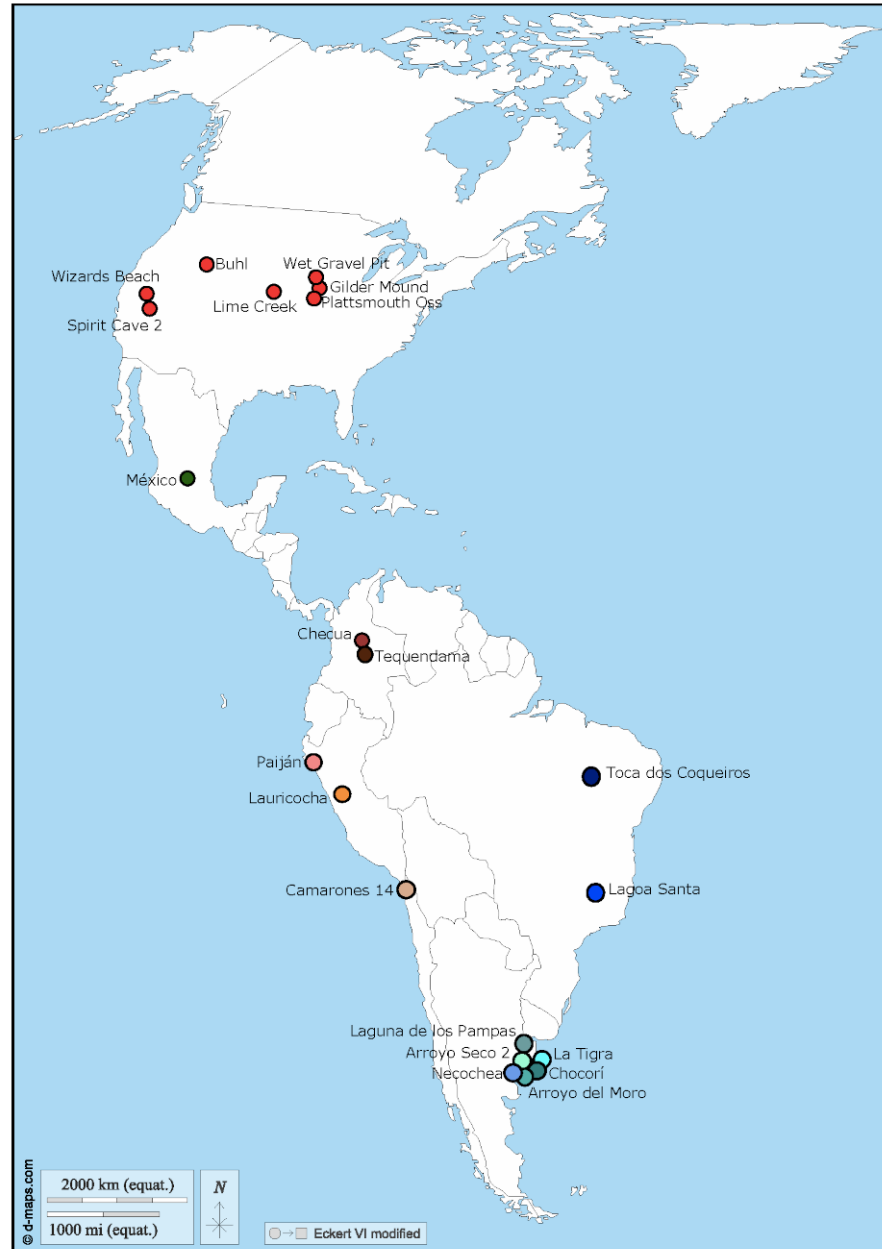 Buhl
Wet Gravel Pit
Wizards Beach
Gilder Mound
Lime Creek
Plattsmouth Oss
Spirit Cave 2
México
Checua
Tequendama
Paiján
Toca dos Coqueiros
Lauricocha
Camarones 14
Lagoa Santa
Laguna de los Pampas
Arroyo Seco 2
La Tigra
Necochea
Chocorí
Arroyo del Moro
© d-maps.com
2000 km (equat.)
1000 mi (equat.)
N
Eckert VI modified